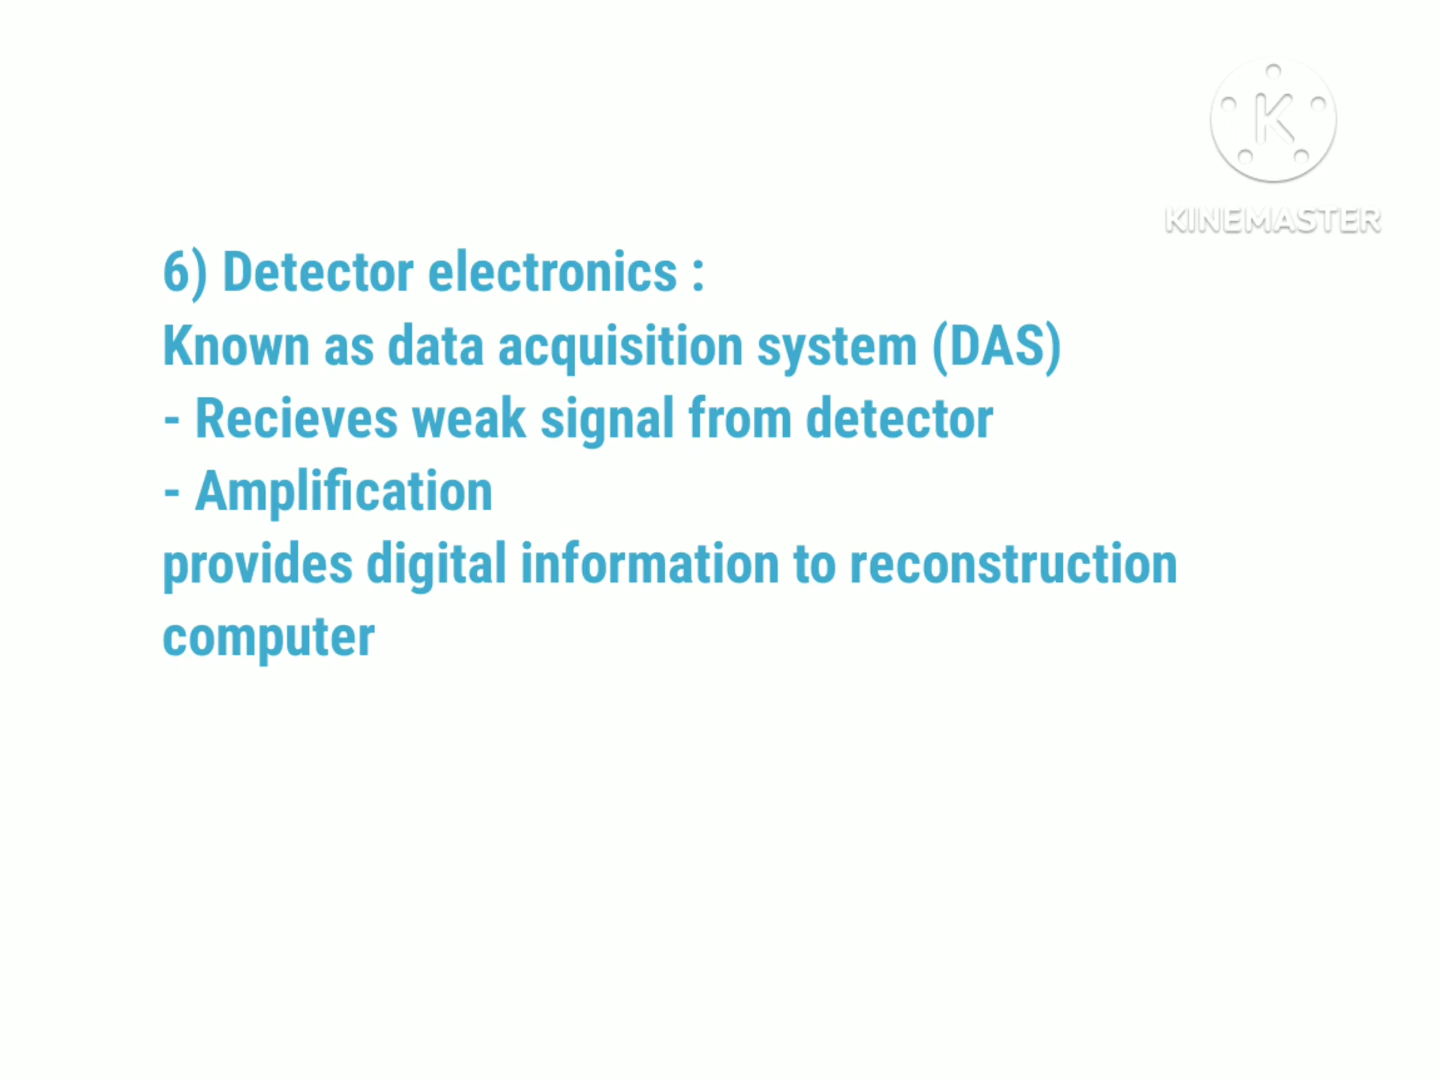 K
KINEMASTER
6) Detector electronics :
Known as data acquisition system (DAS)
- Recieves weak signal from detector
- Amplification
provides digital information to reconstruction
computer